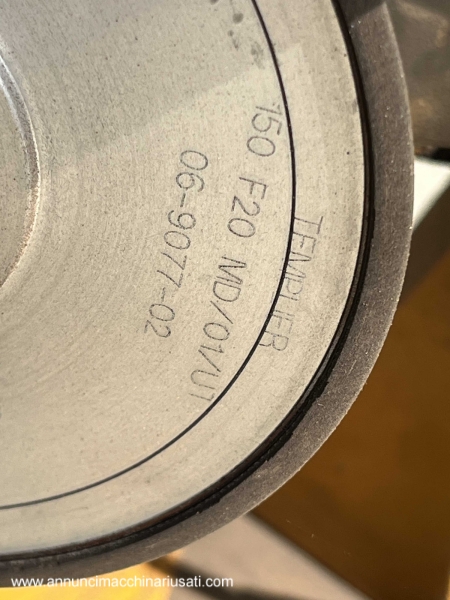 TEMPLIER
150 F20 MD/01/U1
06-9077-02
www.annuncimacchinariusati.com